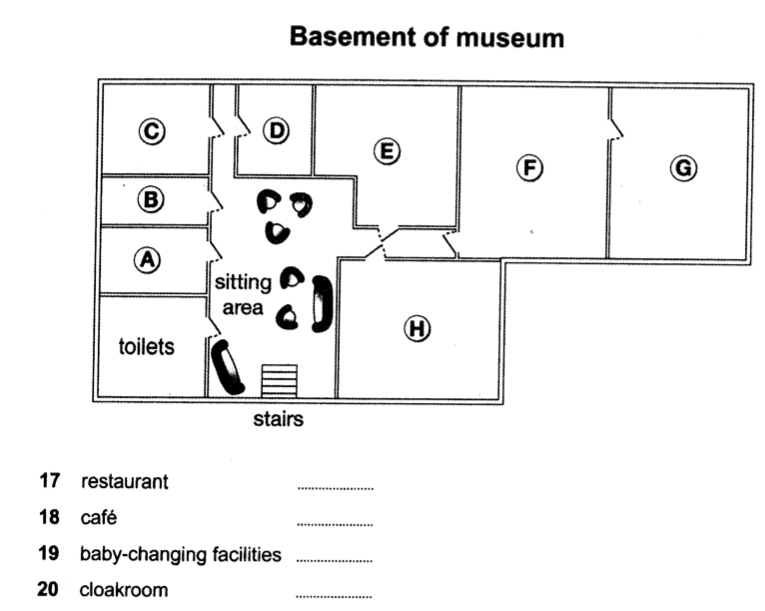 Basement of museum
C
D
E
F
G
B
A
sitting
area
H
toilets
stairs
17 restaurant ......................
18 café ......................
19 baby-changing facilities ......................
20 cloakroom ......................